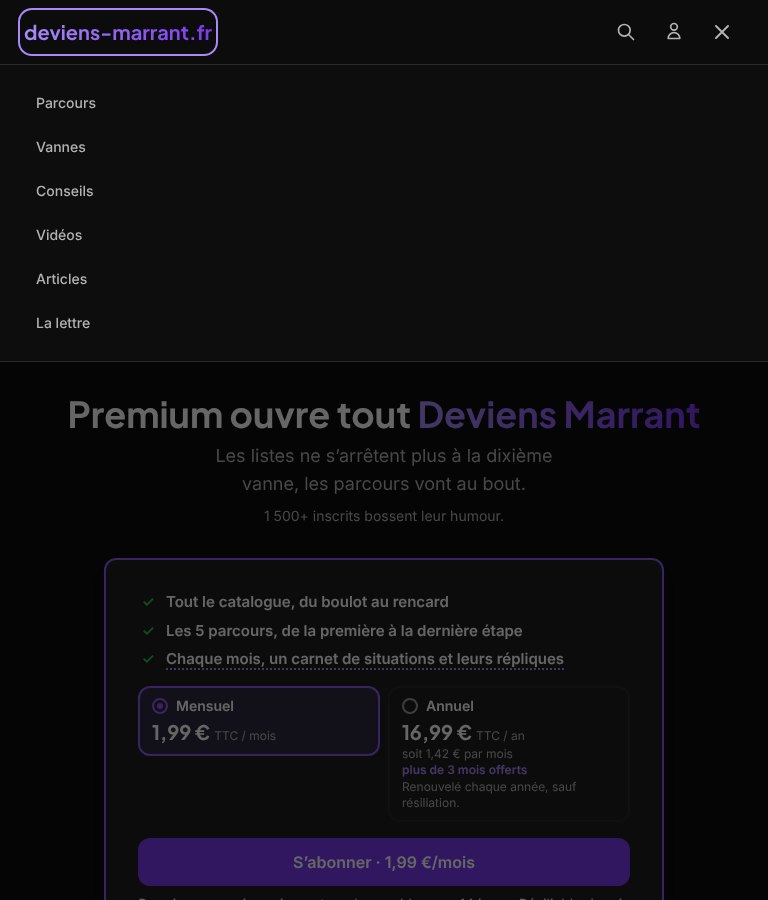 deviens-marrant.fr
Parcours
Vannes
Conseils
Vidéos
Articles
La lettre
Premium ouvre tout Deviens Marrant
Les listes ne s’arrêtent plus à la dixième
vanne, les parcours vont au bout.
1 500+ inscrits bossent leur humour.
Tout le catalogue, du boulot au rencard
Les 5 parcours, de la première à la dernière étape
Chaque mois, un carnet de situations et leurs répliques
Mensuel
1,99 € TTC / mois
Annuel
16,99 € TTC / an
soit 1,42 € par mois
plus de 3 mois offerts
Renouvelé chaque année, sauf
résiliation.
S’abonner · 1,99 €/mois